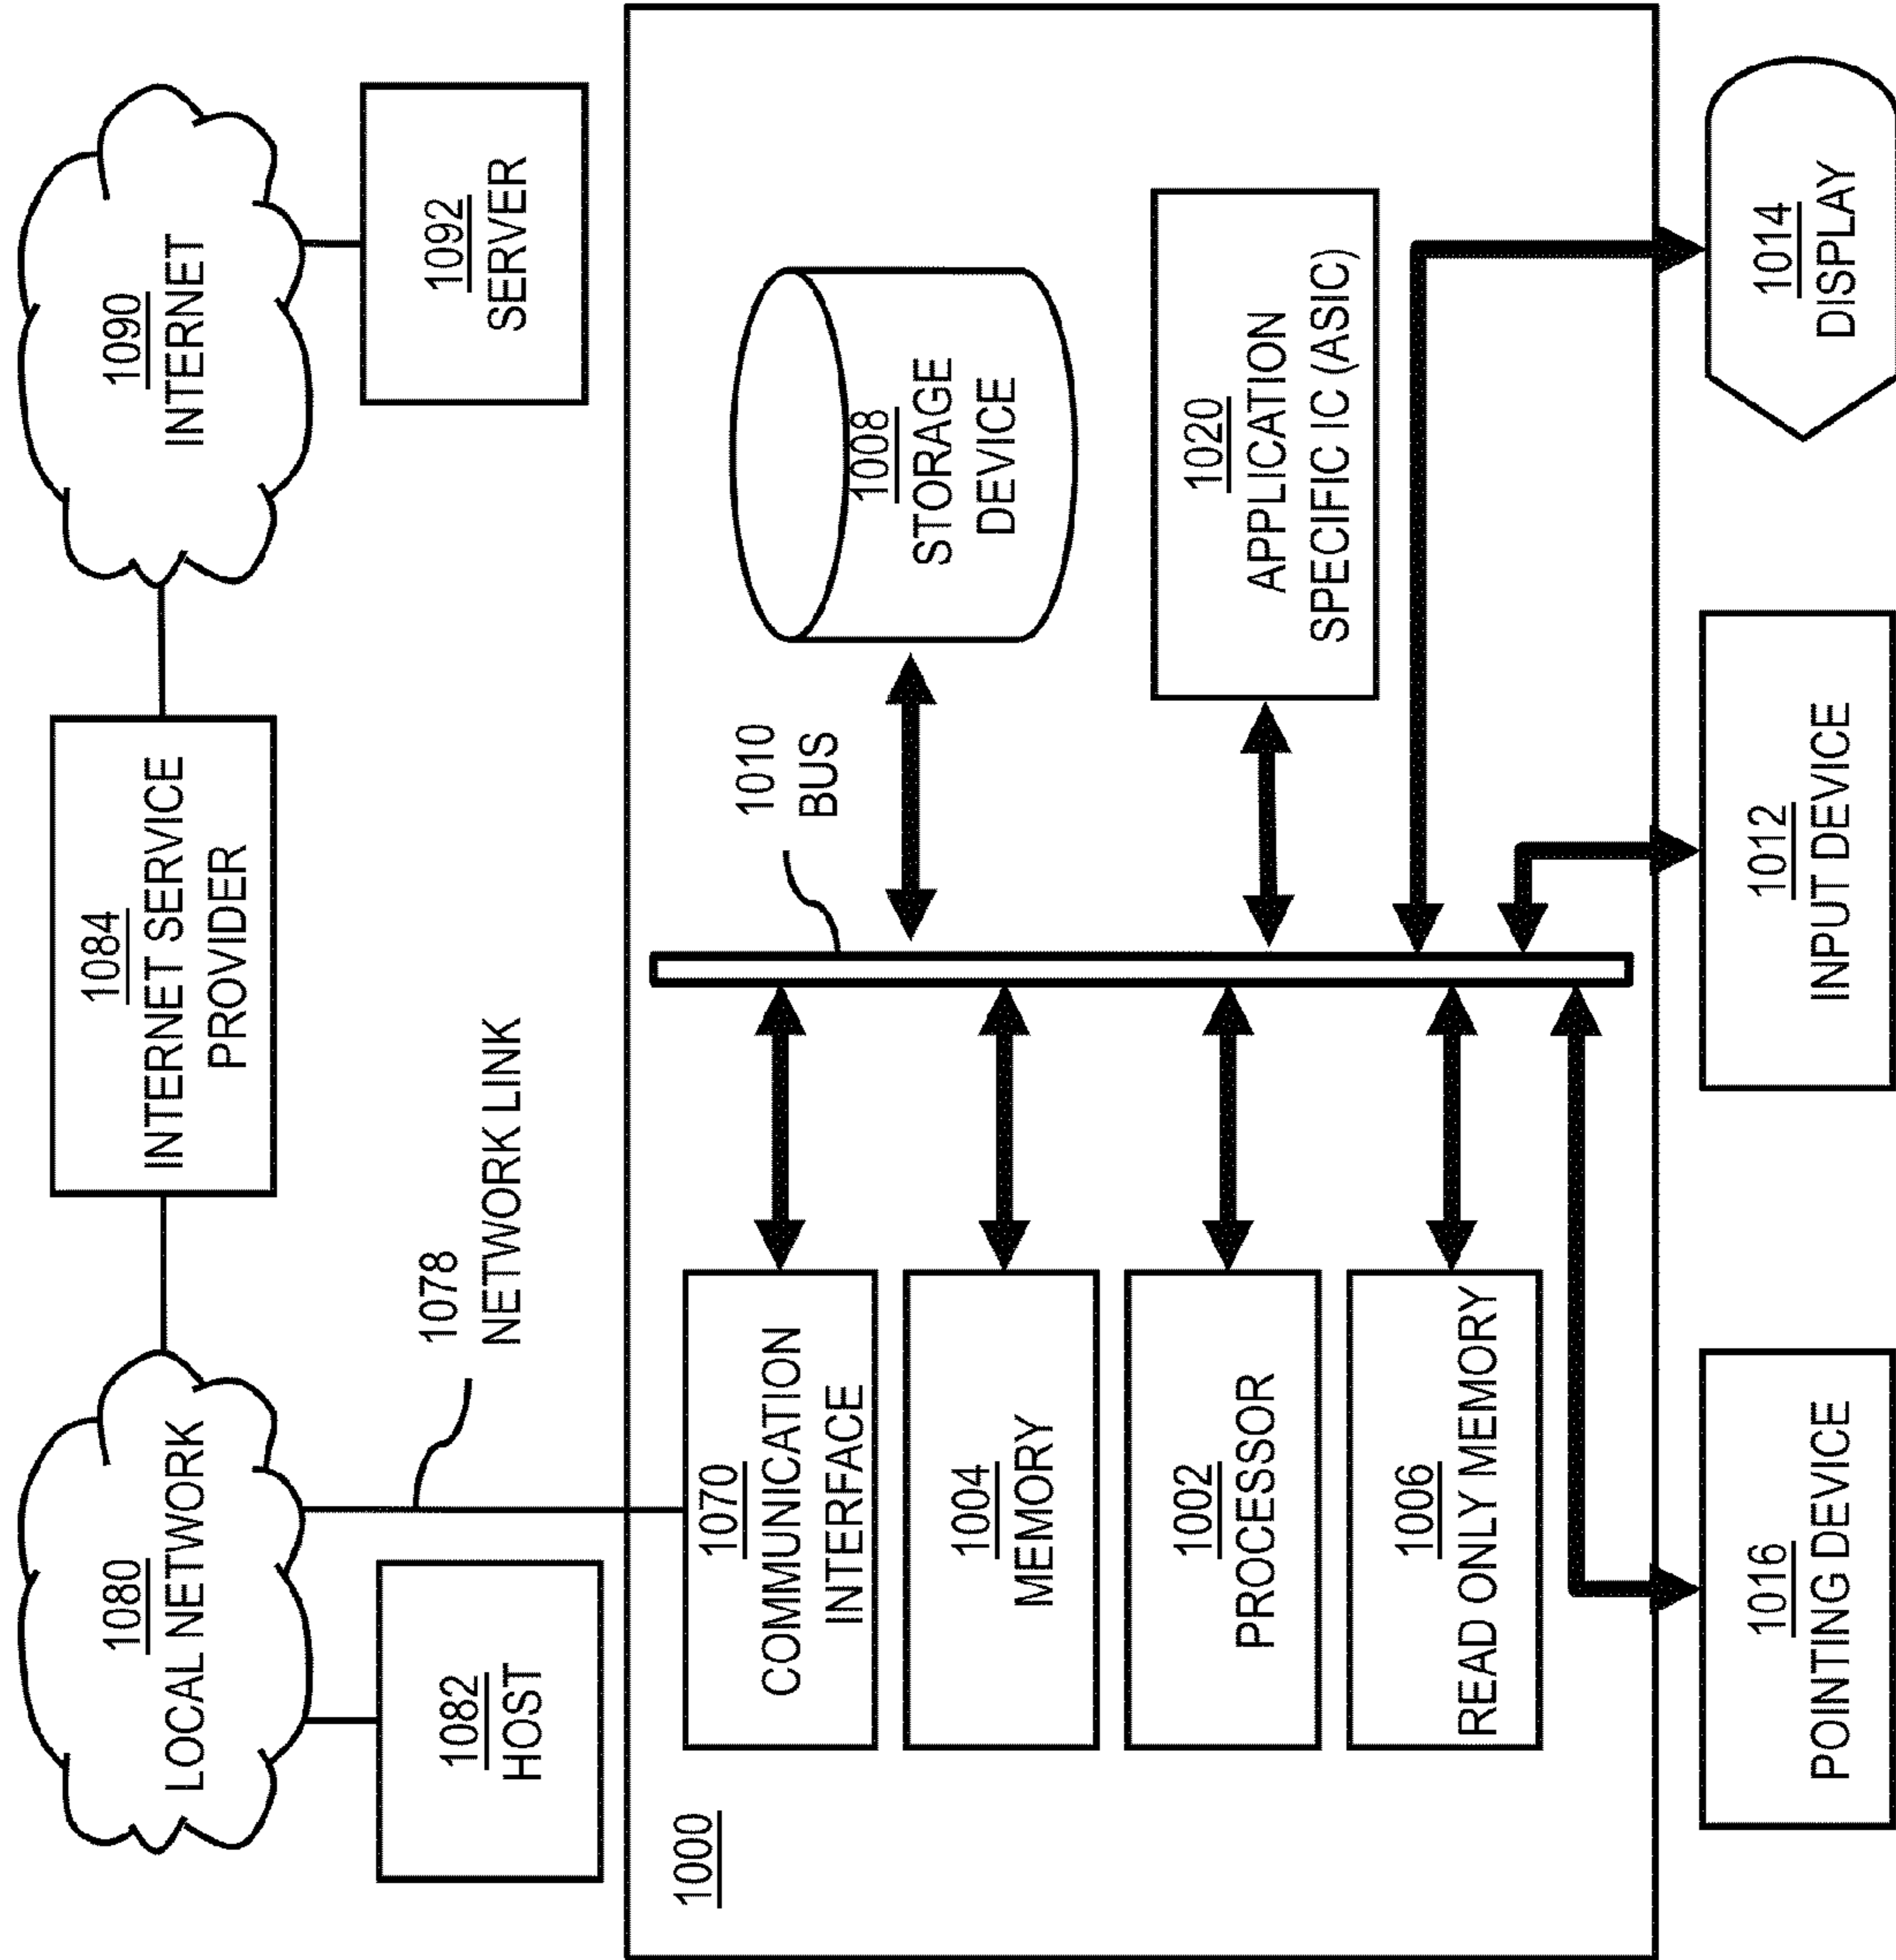 1080
LOCAL NETWORK
1084
INTERNET SERVICE
PROVIDER
1090
INTERNET
1082
HOST
1078
NETWORK LINK
1092
SERVER
1000
1070
COMMUNICATION
INTERFACE
1010
BUS
1008
STORAGE
DEVICE
1004
MEMORY
1002
PROCESSOR
1020
APPLICATION
SPECIFIC IC (ASIC)
1006
READ ONLY MEMORY
1016
POINTING DEVICE
1012
INPUT DEVICE
1014
DISPLAY